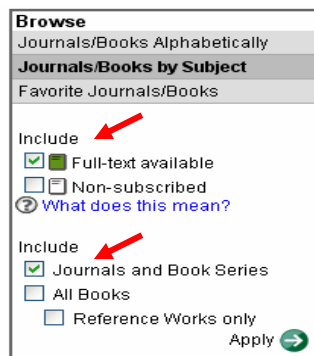 Browse
Journals/Books Alphabetically
Journals/Books by Subject
Favorite Journals/Books
Include
Full-text available
Non-subscribed
What does this mean?
Include
Journals and Book Series
All Books
Reference Works only
Apply